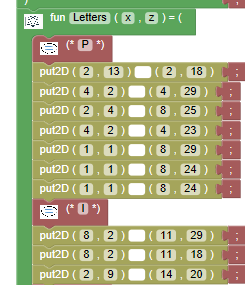 )
fun Letters ( x , z ) = (
(* P *)
put2D ( 2 , 13 ) ( 2 , 18 ) ;
put2D ( 4 , 2 ) ( 4 , 29 ) ;
put2D ( 2 , 4 ) ( 8 , 25 ) ;
put2D ( 4 , 2 ) ( 4 , 23 ) ;
put2D ( 1 , 1 ) ( 8 , 29 ) ;
put2D ( 1 , 1 ) ( 8 , 24 ) ;
put2D ( 1 , 1 ) ( 8 , 24 ) ;
(* I *)
put2D ( 8 , 2 ) ( 11 , 29 ) ;
put2D ( 8 , 2 ) ( 11 , 18 ) ;
put2D ( 2 , 9 ) ( 14 , 20 ) ;